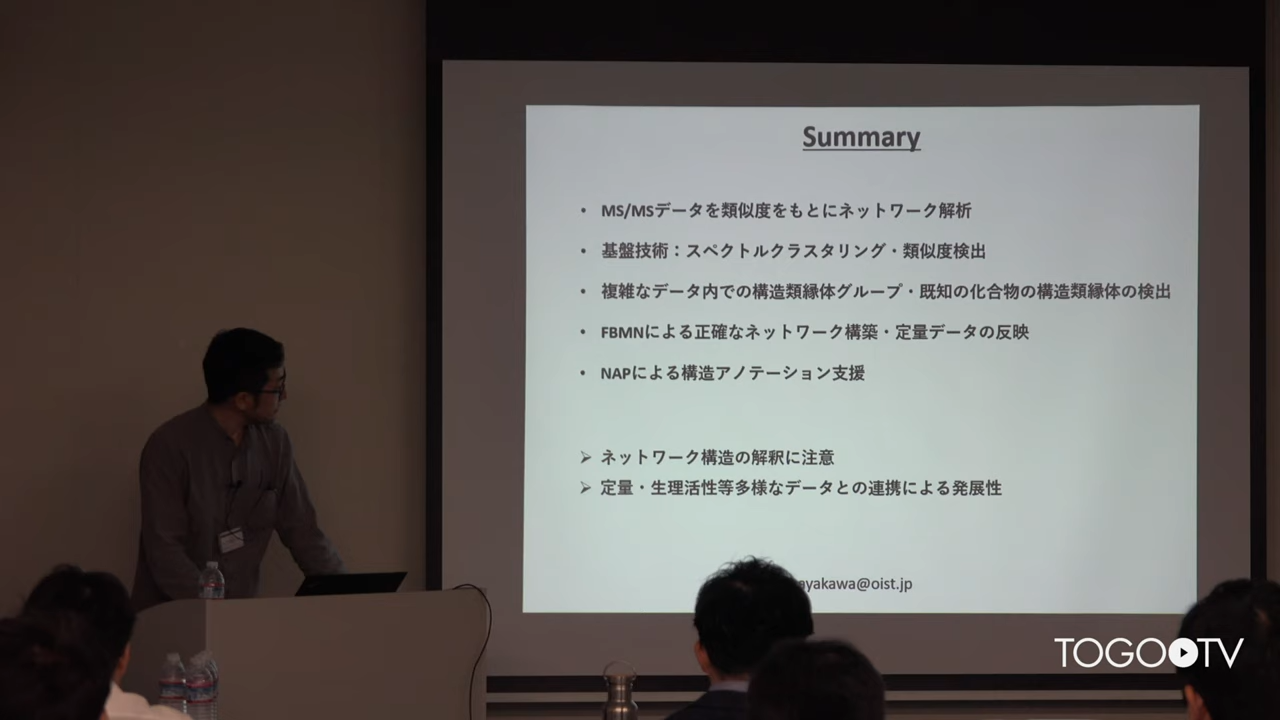 Summary
• MS/MSデータを類似度をもとにネットワーク解析
• 基盤技術：スペクトルクラスタリング・類似度検出
• 複雑なデータ内での構造類縁体グループ・既知の化合物の構造類縁体の検出
• FBMNによる正確なネットワーク構築・定量データの反映
• NAPによる構造アノテーション支援
➢ ネットワーク構造の解釈に注意
➢ 定量・生理活性等多様なデータとの連携による発展性
ayakawa@oist.jp
TOGOTV